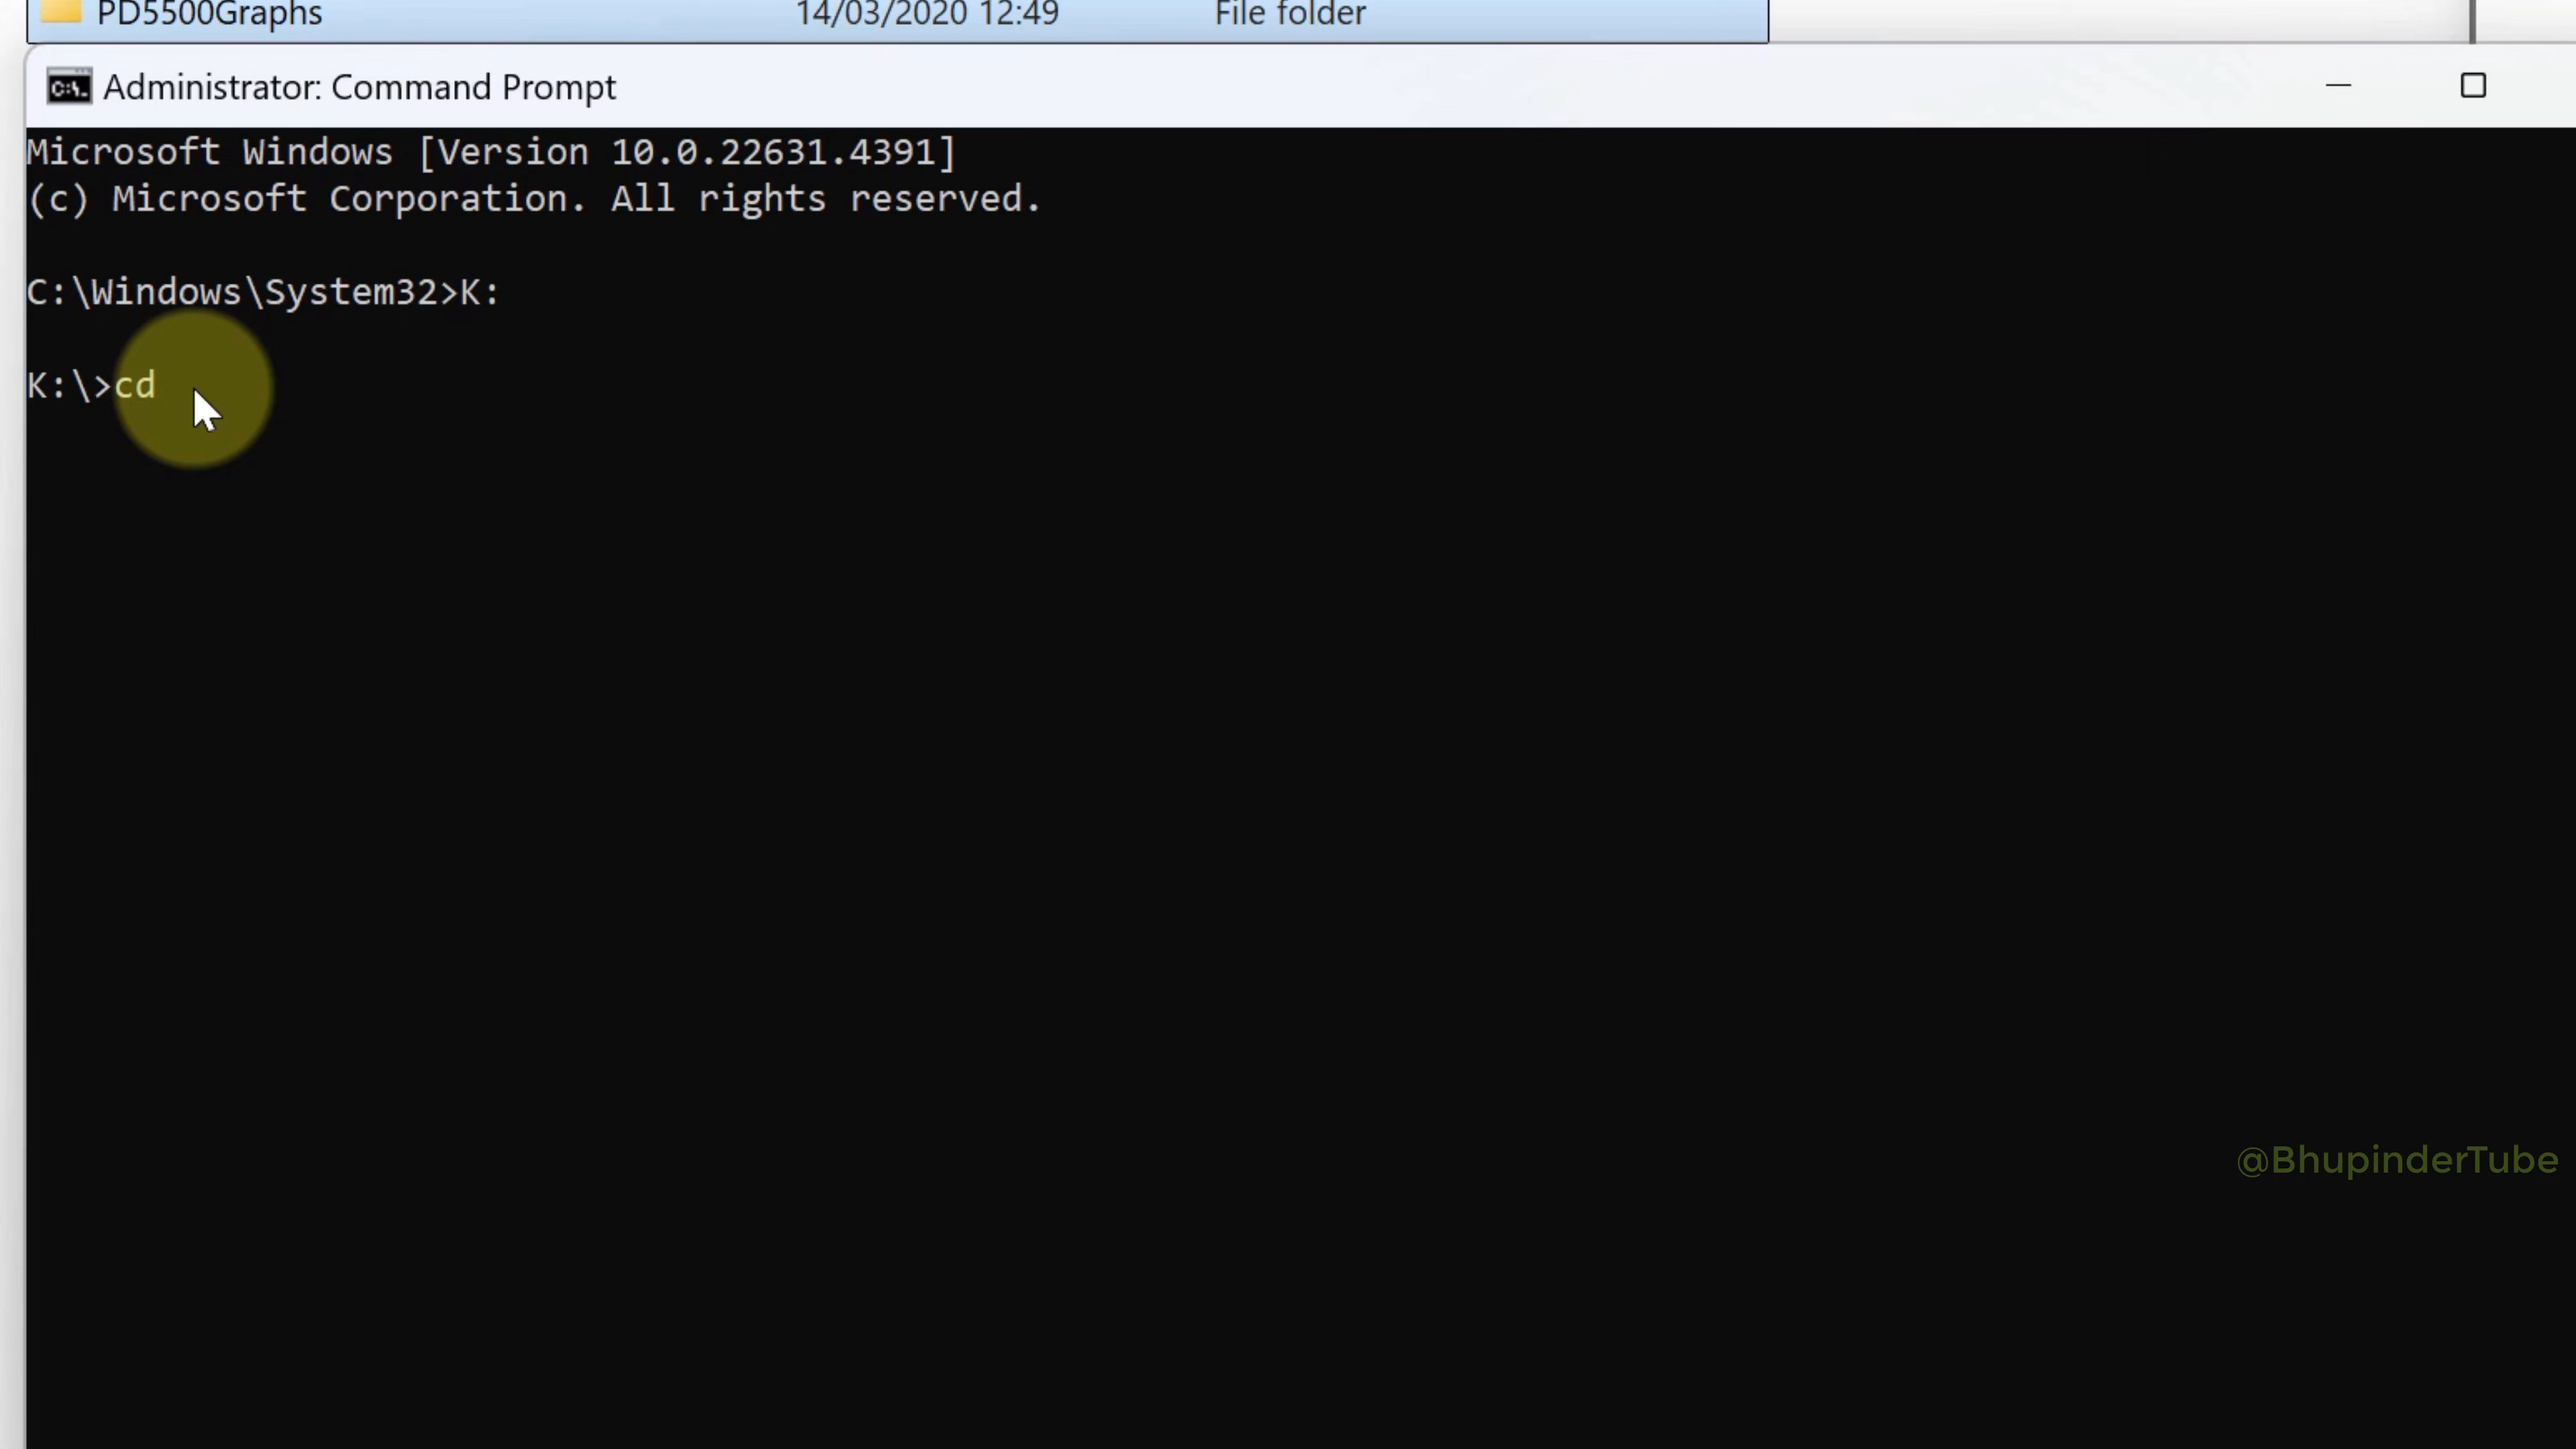 PD5500Graphs 14/03/2020 12:49 File folder
C:\. Administrator: Command Prompt
Microsoft Windows [Version 10.0.22631.4391]
(c) Microsoft Corporation. All rights reserved.
C:\Windows\System32>K:
K:\>cd
@BhupinderTube